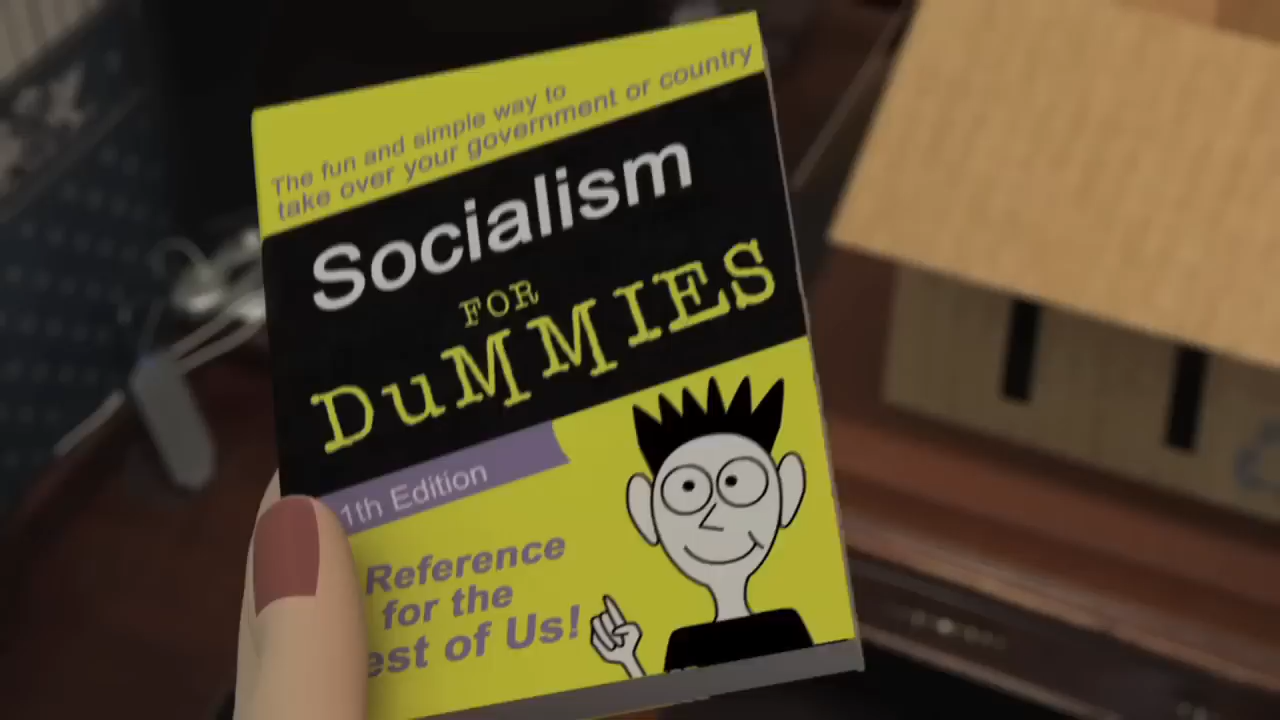 The fun and simple way to
take over your government or country
Socialism
FOR
DuMMIES
1th Edition
Reference
for the
est of Us!